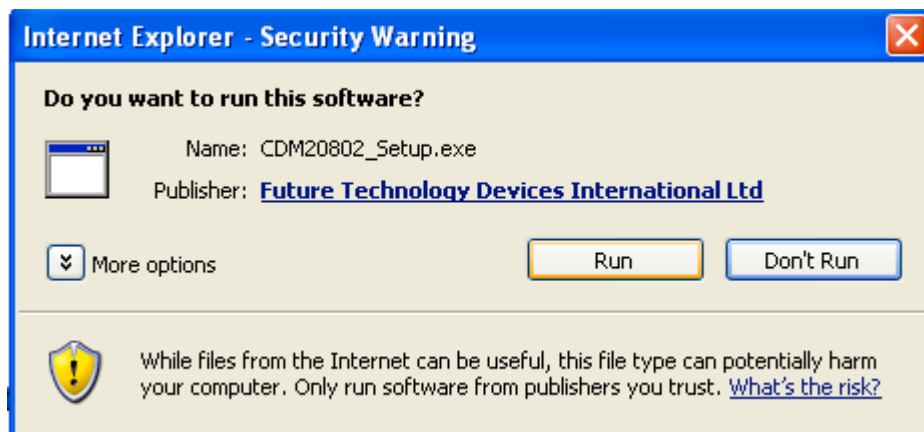 Internet Explorer - Security Warning
Do you want to run this software?
Name: CDM20802_Setup.exe
Publisher: Future Technology Devices International Ltd
More options
Run
Don't Run
While files from the Internet can be useful, this file type can potentially harm
your computer. Only run software from publishers you trust. What's the risk?